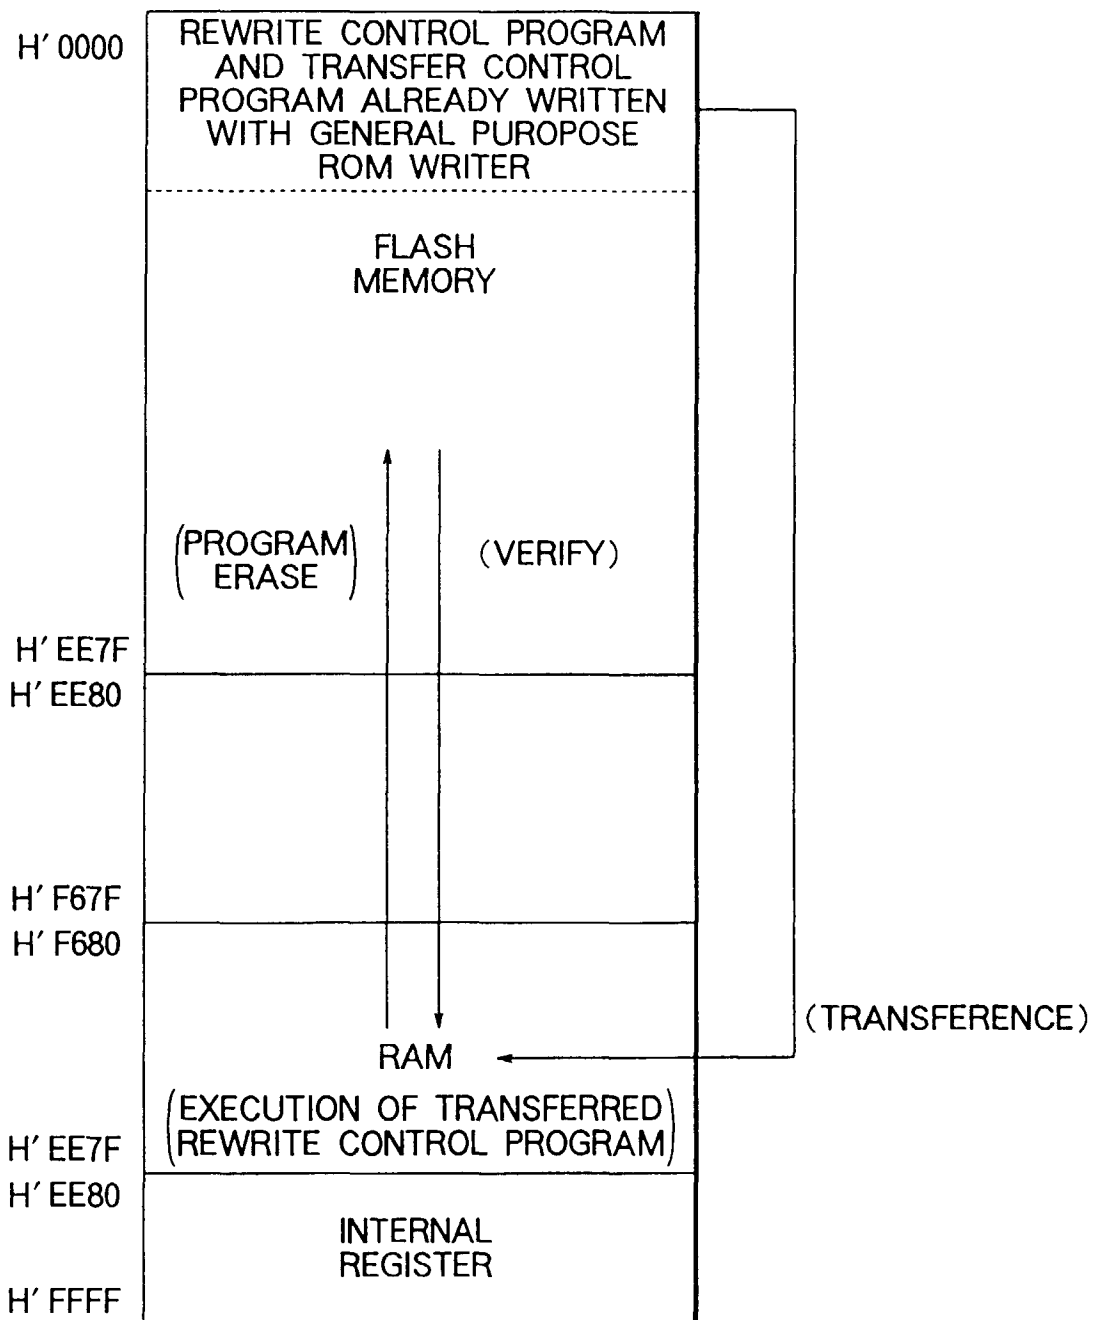 H' 0000
REWRITE CONTROL PROGRAM
AND TRANSFER CONTROL
PROGRAM ALREADY WRITTEN
WITH GENERAL PUROPOSE
ROM WRITER
FLASH
MEMORY
(PROGRAM
ERASE)
(VERIFY)
H' EE7F
H' EE80
H' F67F
H' F680
(TRANSFERENCE)
RAM
(EXECUTION OF TRANSFERRED
REWRITE CONTROL PROGRAM)
H' EE7F
H' EE80
INTERNAL
REGISTER
H' FFFF